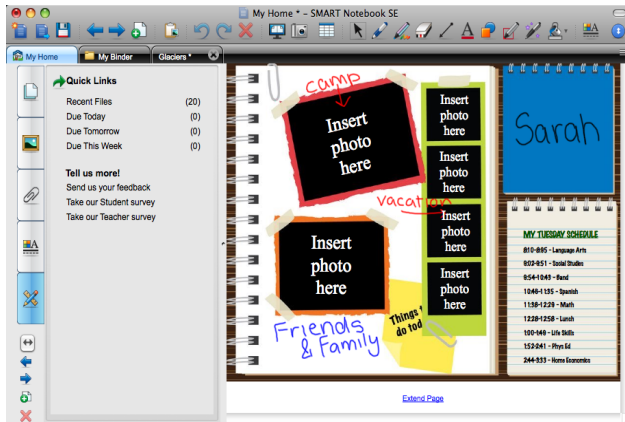 My Home * - SMART Notebook SE
My Home
My Binder
Glaciers *
Quick Links
Recent Files (20)
Due Today (0)
Due Tomorrow (0)
Due This Week (0)
Tell us more!
Send us your feedback
Take our Student survey
Take our Teacher survey
camp
Insert
photo
here
Insert
photo
here
Insert
photo
here
vacation
Insert
photo
here
Insert
photo
here
Insert
photo
here
Things
do tod
Friends
& Family
Sarah
MY TUESDAY SCHEDULE
8:10-8:95 - Language Arts
9:02-9:51 - Social Studies
9:54-10:43 - Band
10:46-11:35 - Spanish
11:38-12:29 - Math
12:28-12:58 - Lunch
1:00-1:49 - Life Skills
1:52-2:41 - Phys Ed
2:44-3:33 - Home Economics
Extend Page